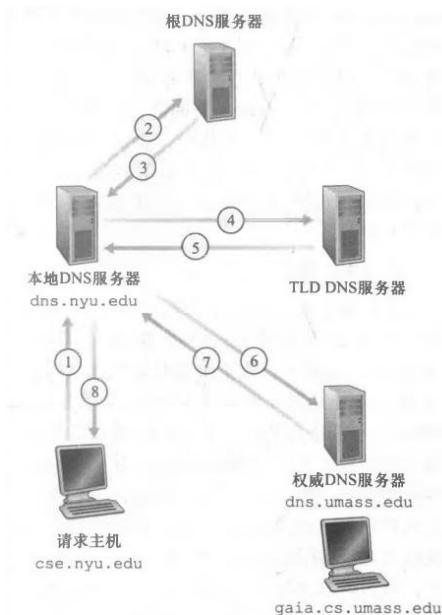 根DNS服务器
2
3
4
5
本地DNS服务器
dns.nyu.edu
TLD DNS服务器
1
8
7
6
请求主机
cse.nyu.edu
权威DNS服务器
dns.umass.edu
gaia.cs.umass.edu